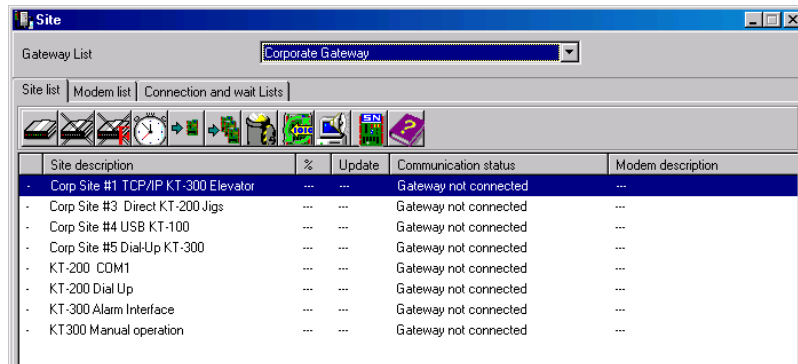 Site
Gateway List Corporate Gateway
Site list Modem list Connection and wait Lists
1010 SN ?
Site description % Update Communication status Modem description
- Corp Site #1 TCP/IP KT-300 Elevator --- --- Gateway not connected ---
- Corp Site #3 Direct KT-200 Jigs --- --- Gateway not connected ---
- Corp Site #4 USB KT-100 --- --- Gateway not connected ---
- Corp Site #5 Dial-Up KT-300 --- --- Gateway not connected ---
- KT-200 COM1 --- --- Gateway not connected ---
- KT-200 Dial Up --- --- Gateway not connected ---
- KT-300 Alarm Interface --- --- Gateway not connected ---
- KT300 Manual operation --- --- Gateway not connected ---